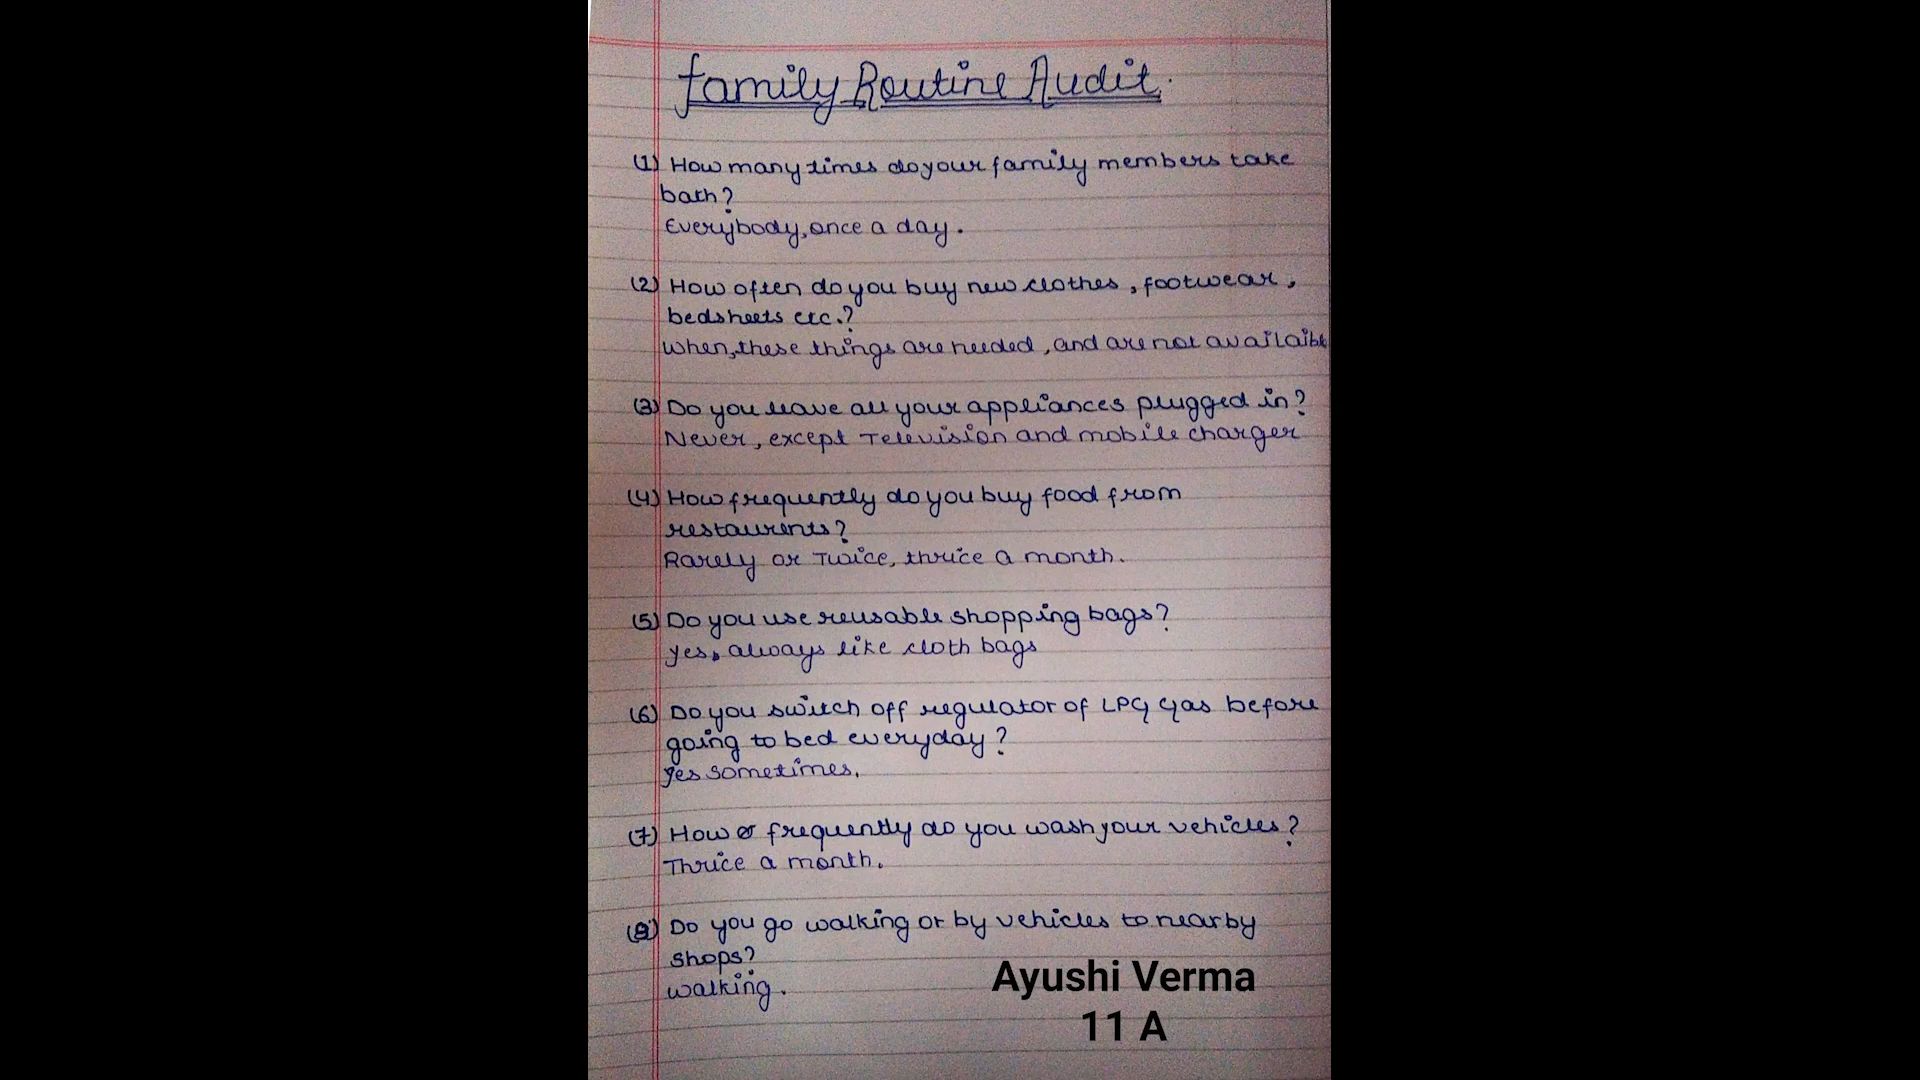 Family Routine Audit.
(1) How many times do your family members take
bath?
Everybody, once a day.
(2) How often do you buy new clothes, footwear,
bedsheets etc.?
When, these things are needed, and are not availaible
(3) Do you leave all your appliances plugged in?
Never, except Television and mobile charger
(4) How frequently do you buy food from
restaurents?
Rarely or Twice, thrice a month.
(5) Do you use reusable shopping bags?
yes, always like cloth bags
(6) Do you switch off regulator of LPG Gas before
going to bed everyday?
yes sometimes.
(7) How frequently do you wash your vehicles?
Thrice a month.
(8) Do you go walking or by vehicles to nearby
shops?
walking.
Ayushi Verma
11 A